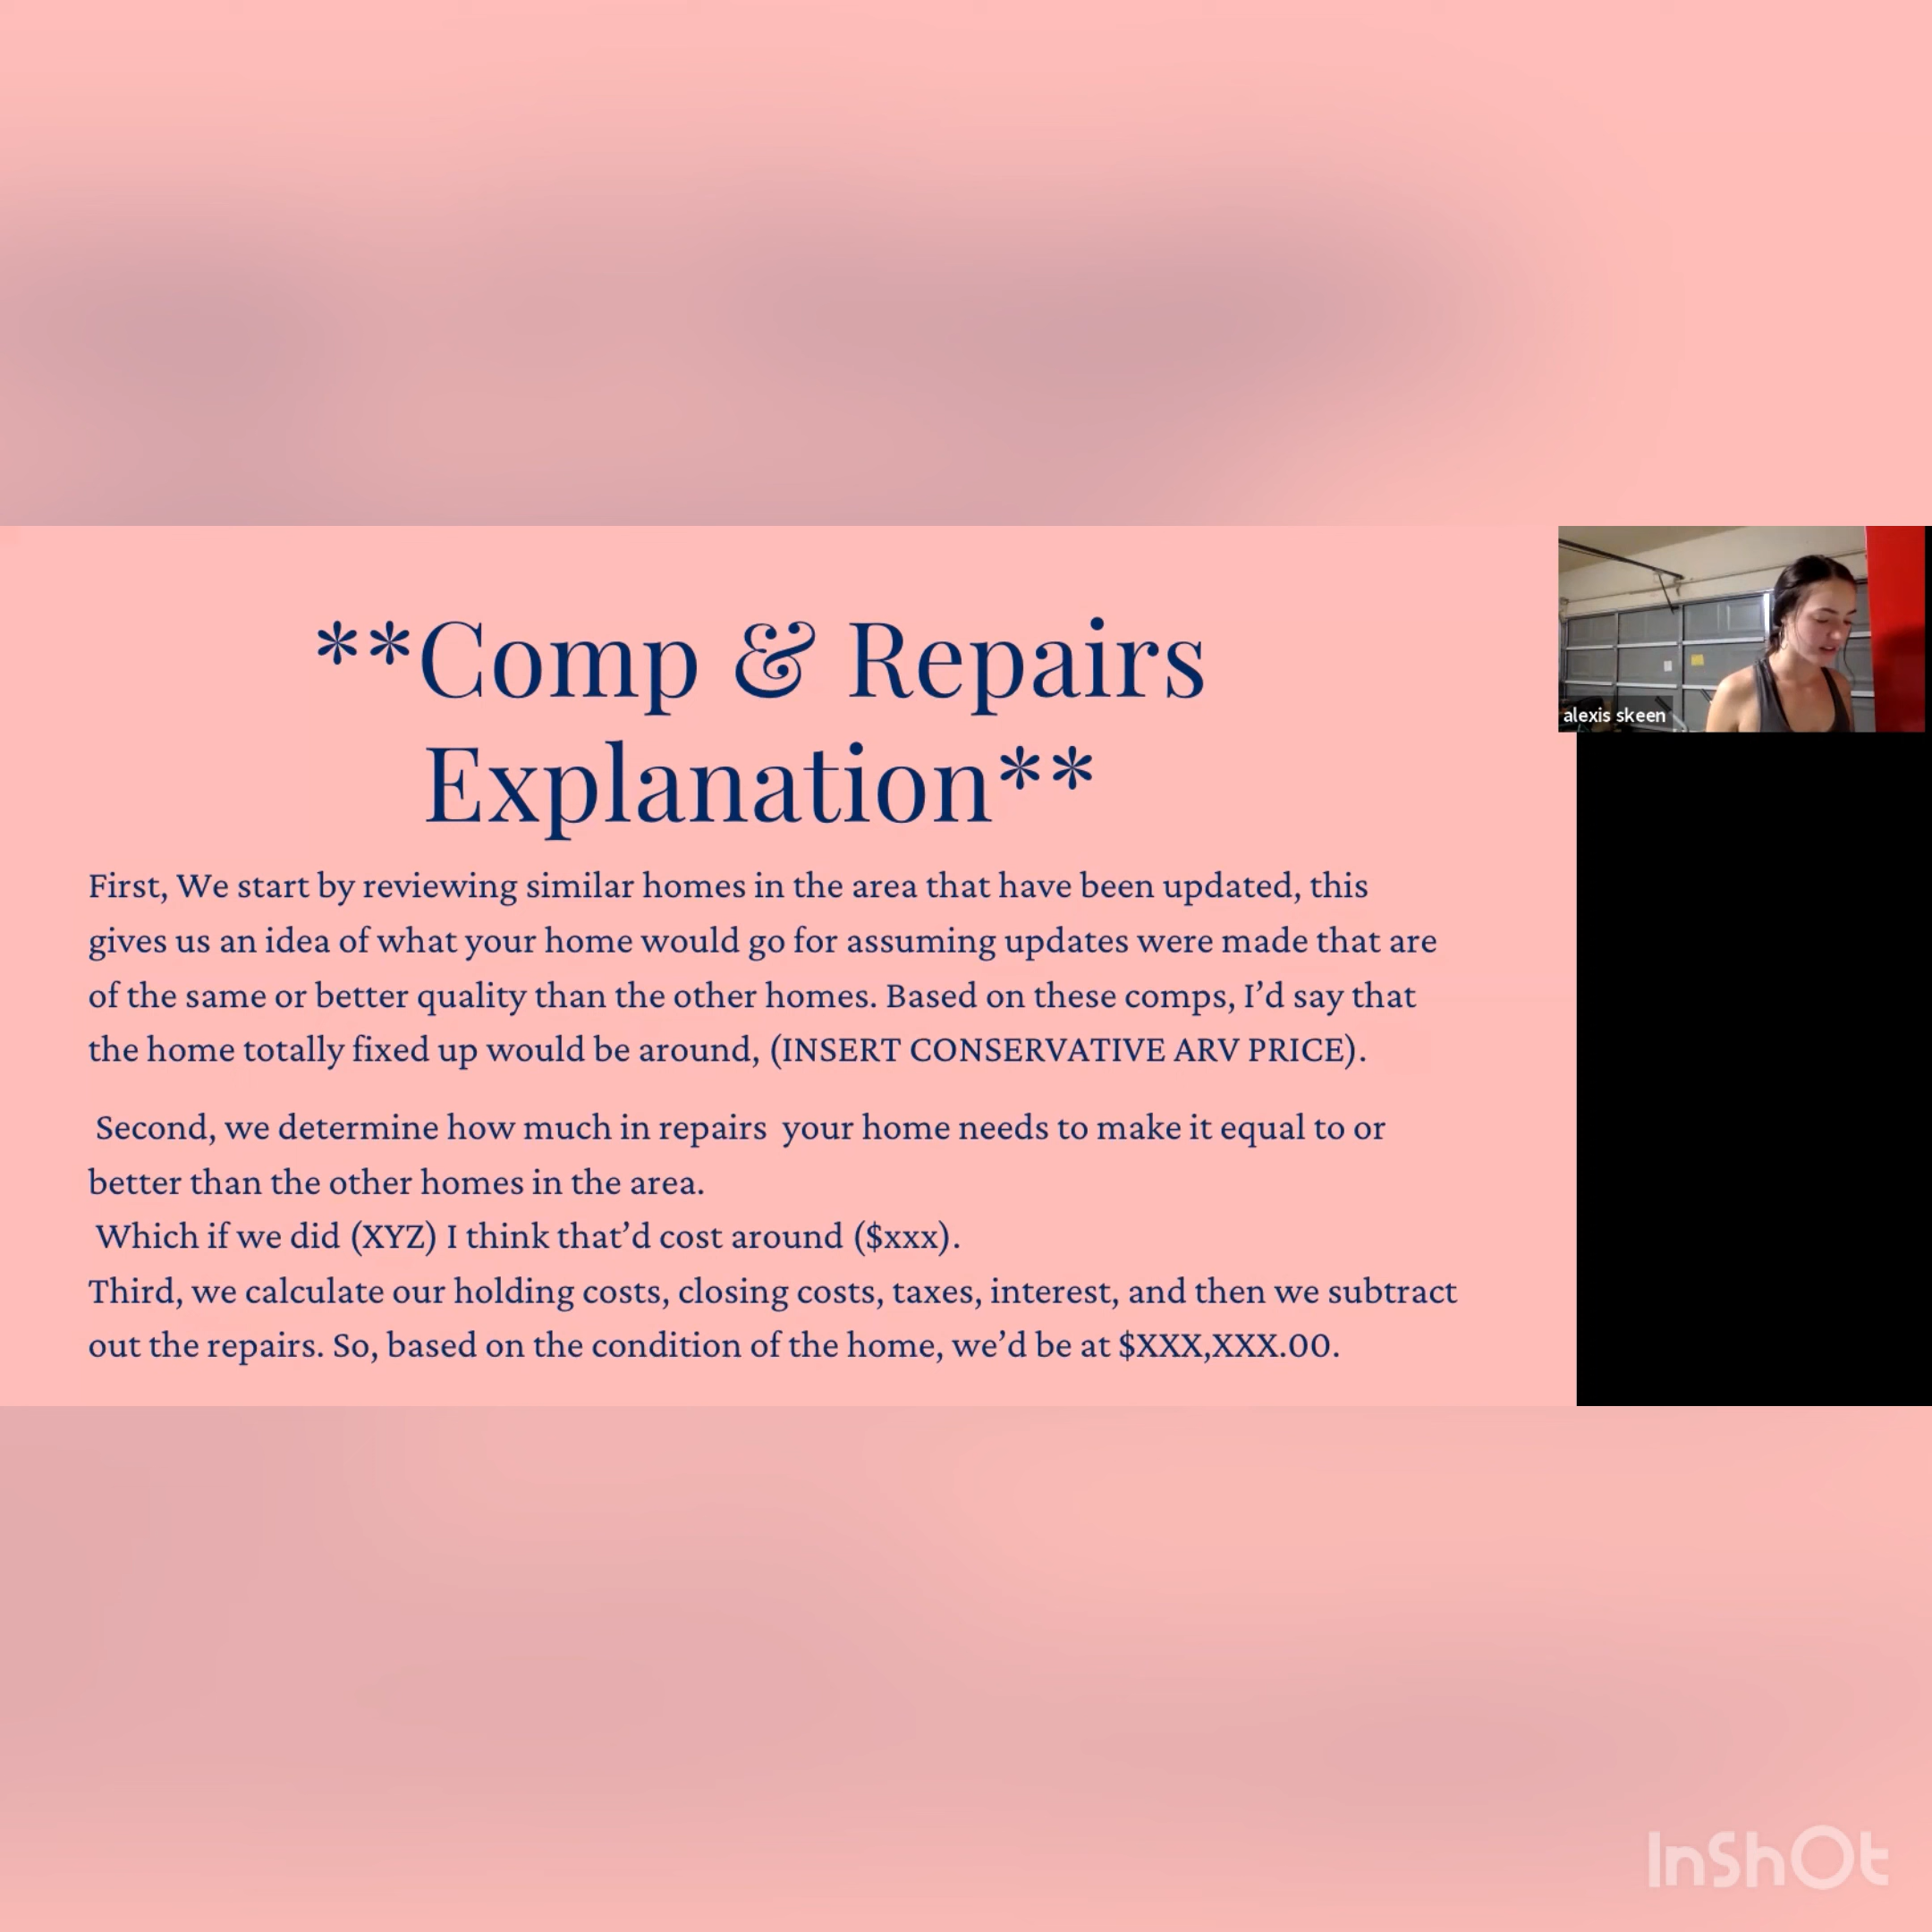 **Comp & Repairs
Explanation**
First, We start by reviewing similar homes in the area that have been updated, this
gives us an idea of what your home would go for assuming updates were made that are
of the same or better quality than the other homes. Based on these comps, I’d say that
the home totally fixed up would be around, (INSERT CONSERVATIVE ARV PRICE).
Second, we determine how much in repairs  your home needs to make it equal to or
better than the other homes in the area.
Which if we did (XYZ) I think that’d cost around ($xxx).
Third, we calculate our holding costs, closing costs, taxes, interest, and then we subtract
out the repairs. So, based on the condition of the home, we’d be at $XXX,XXX.00.
alexis skeen
InShOt